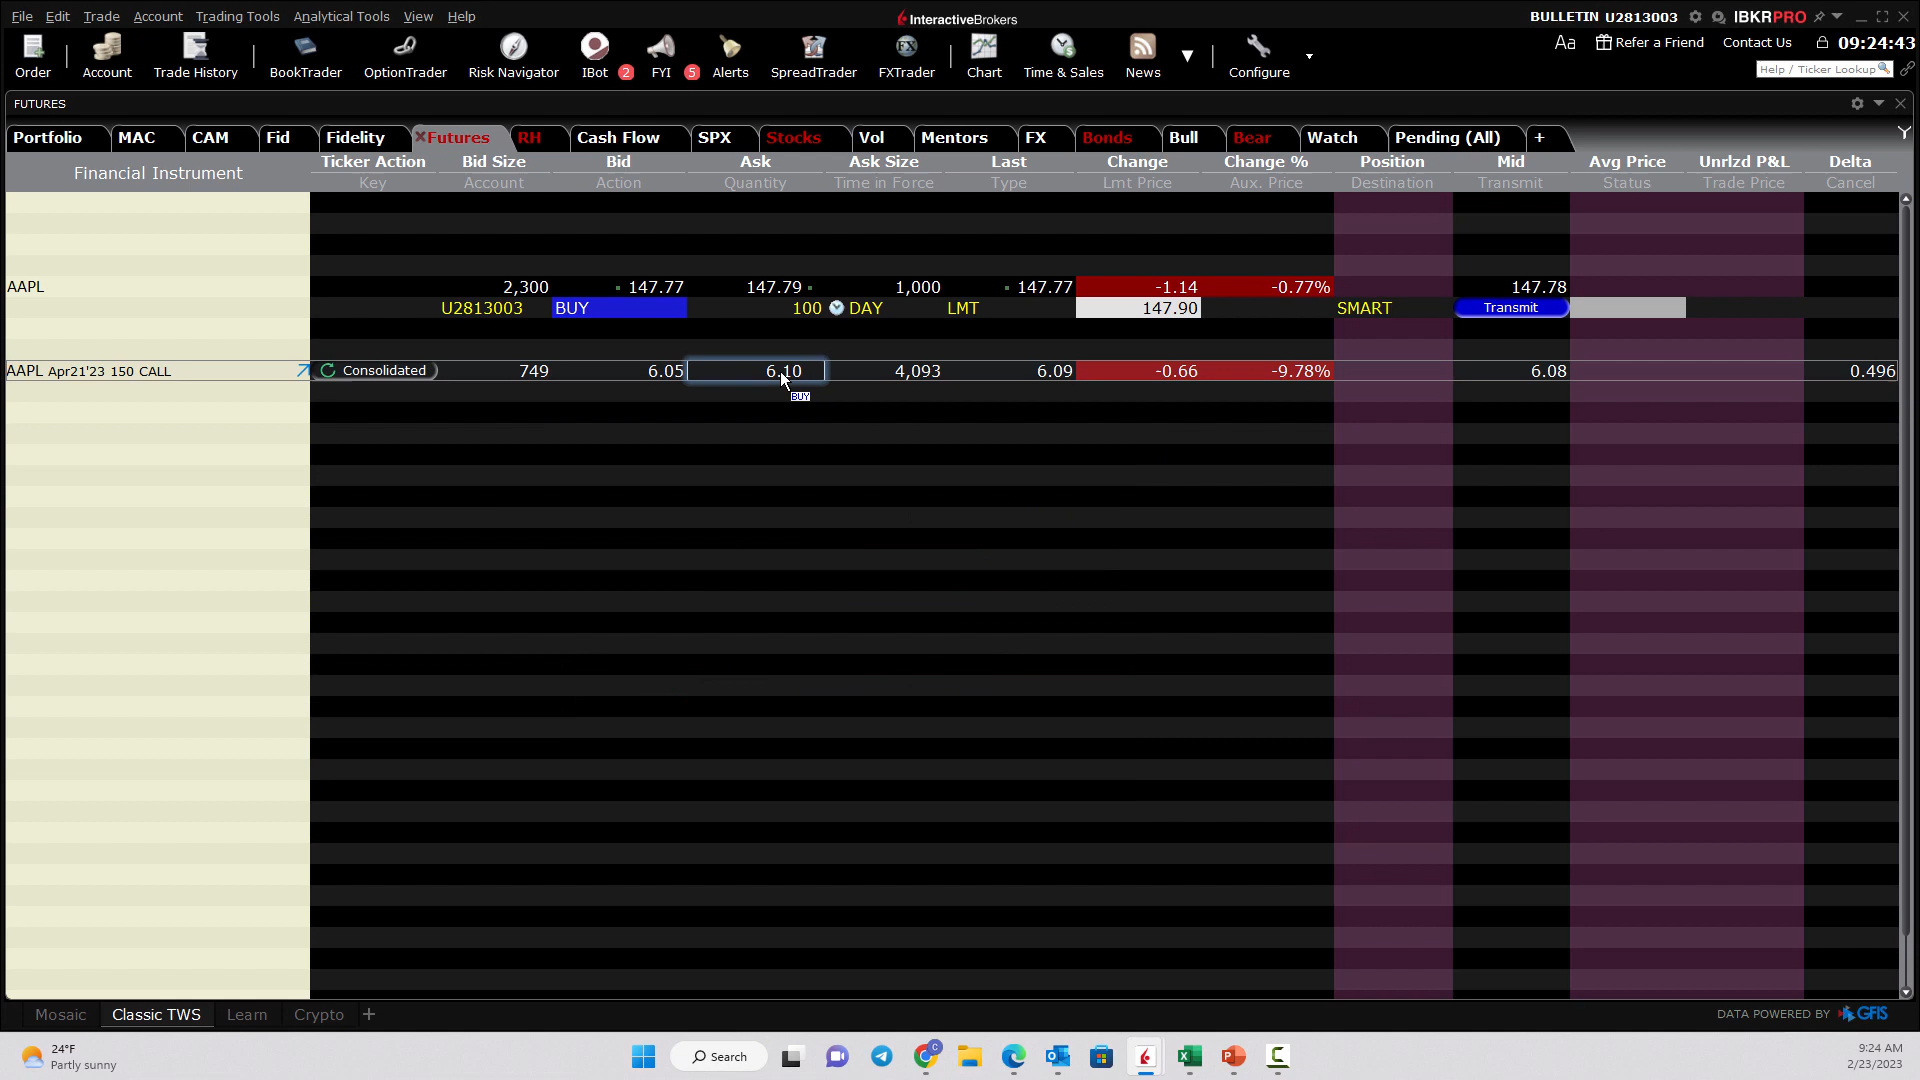 File Edit Trade Account Trading Tools Analytical Tools View Help InteractiveBrokers BULLETIN U2813003 IBKRPRO
Order Account Trade History BookTrader OptionTrader Risk Navigator IBot 2 FYI 5 Alerts SpreadTrader FXTrader Chart Time & Sales News Configure
Aa Refer a Friend Contact Us 09:24:43
Help / Ticker Lookup
FUTURES
Portfolio MAC CAM Fid Fidelity Futures RH Cash Flow SPX Stocks Vol Mentors FX Bonds Bull Bear Watch Pending (All) +
Financial Instrument
Ticker Action Bid Size Bid Ask Ask Size Last Change Change % Position Mid Avg Price Unrlzd P&L Delta
Key Account Action Quantity Time in Force Type Lmt Price Aux. Price Destination Transmit Status Trade Price Cancel
AAPL 2,300 147.77 147.79 1,000 147.77 -1.14 -0.77% 147.78
U2813003 BUY 100 DAY LMT 147.90 SMART Transmit
AAPL Apr21'23 150 CALL Consolidated 749 6.05 6.10 4,093 6.09 -0.66 -9.78% 6.08 0.496
BUY
Mosaic Classic TWS Learn Crypto + DATA POWERED BY GFIS
24°F
Partly sunny
Search
9:24 AM
2/23/2023